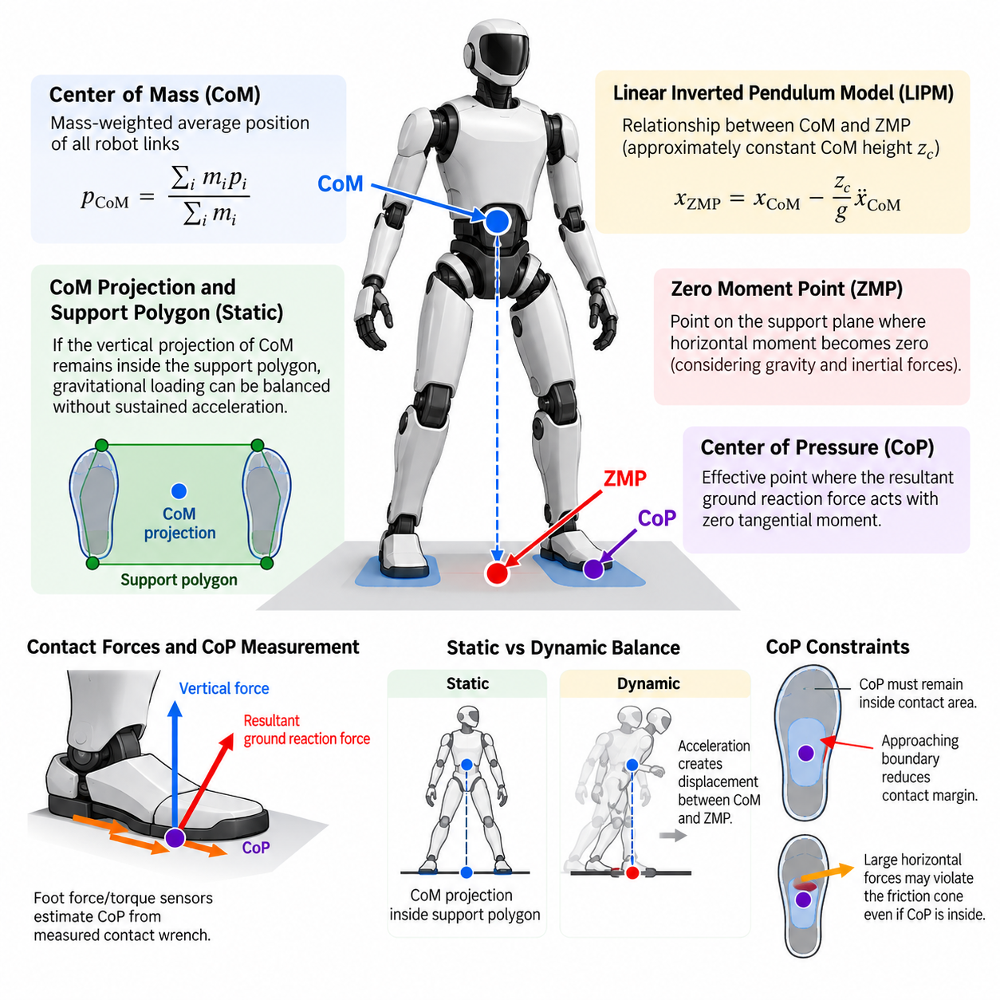 Center of Mass (CoM)
Mass-weighted average position
of all robot links
p_CoM = ∑_i m_i p_i / ∑_i m_i
CoM
Linear Inverted Pendulum Model (LIPM)
Relationship between CoM and ZMP
(approximately constant CoM height z_c)
x_ZMP = x_CoM − z_c/g ẍ_CoM
CoM Projection and
Support Polygon (Static)
If the vertical projection of CoM
remains inside the support polygon,
gravitational loading can be balanced
without sustained acceleration.
CoM
projection
Support polygon
Zero Moment Point (ZMP)
Point on the support plane where
horizontal moment becomes zero
(considering gravity and inertial forces).
Center of Pressure (CoP)
Effective point where the resultant
ground reaction force acts with
zero tangential moment.
ZMP
CoP
Contact Forces and CoP Measurement
Vertical force
Resultant
ground reaction force
CoP
Foot force/torque sensors
estimate CoP from
measured contact wrench.
Static vs Dynamic Balance
Static
CoM projection
inside support polygon
Dynamic
Acceleration
creates
displacement
between CoM
and ZMP.
CoP Constraints
CoP must remain
inside contact area.
Approaching
boundary
reduces
contact margin.
Large horizontal
forces may violate
the friction cone
even if CoP is inside.